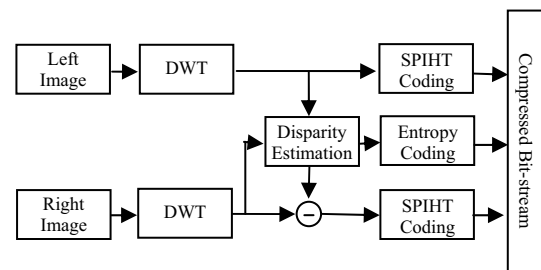 Left
Image
DWT
SPIHT
Coding
Disparity
Estimation
Entropy
Coding
Right
Image
DWT
−
SPIHT
Coding
Compressed Bit-stream